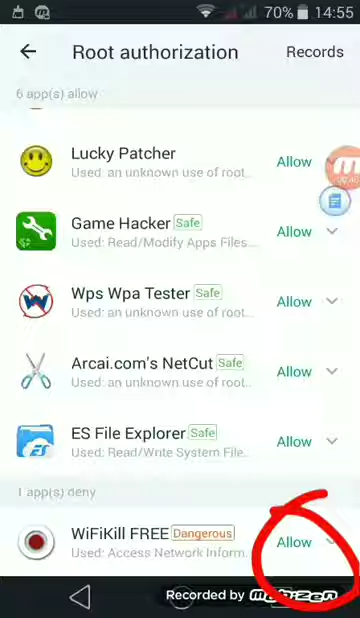 70% 14:55
Root authorization Records
6 app(s) allow
Lucky Patcher
Allow
Used: an unknown use of root..
Game Hacker Safe
Allow
Used: Read/Modify Apps Files...
Wps Wpa Tester Safe
Allow
Used: an unknown use of root..
Arcai.com's NetCut Safe
Allow
Used: an unknown use of root..
ES File Explorer Safe
Allow
Used: Read/Write System File..
1 app(s) deny
WiFiKill FREE Dangerous
Allow
Used: Access Network Inform..
Recorded by mobizen